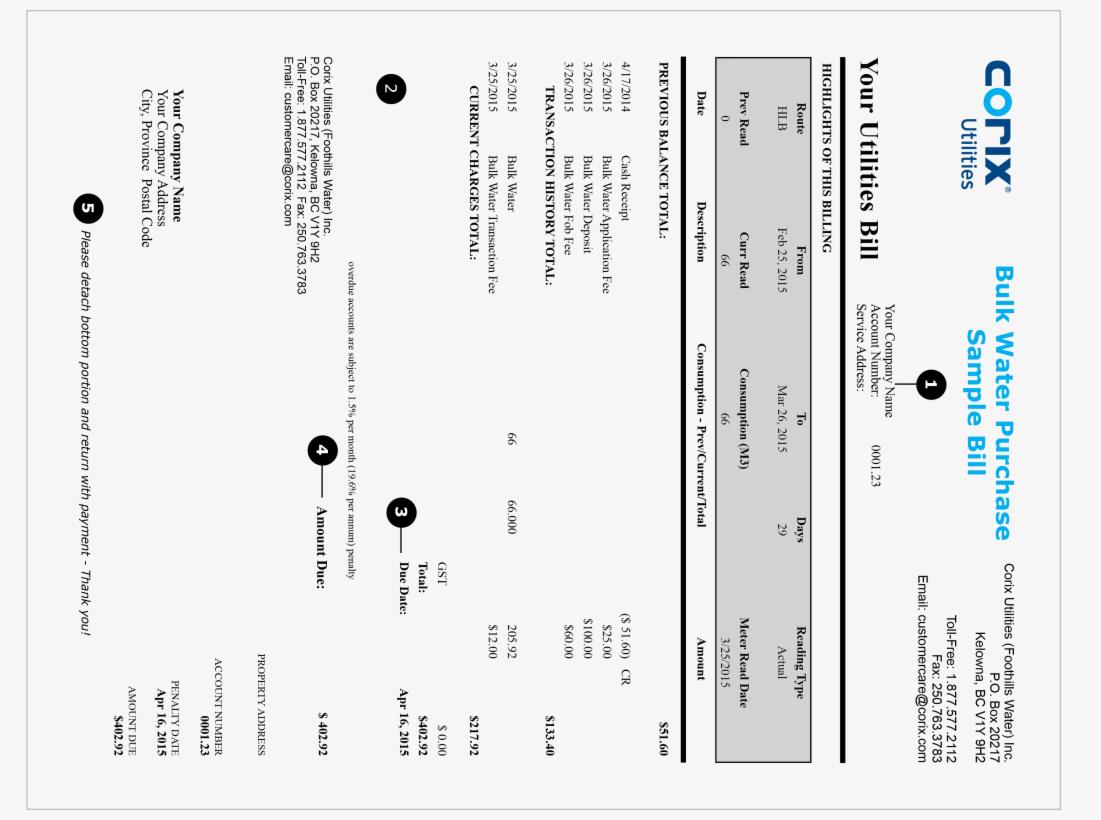 CORIX®
Utilities
Bulk Water Purchase
Sample Bill
Corix Utilities (Foothills Water) Inc.
P.O. Box 20217
Kelowna, BC V1Y 9H2
Toll-Free: 1.877.577.2112
Fax: 250.763.3783
Email: customercare@corix.com
1
Your Utilities Bill
Your Company Name
Account Number: 0001.23
Service Address:
HIGHLIGHTS OF THIS BILLING
Route From To Days Reading Type
HLB Feb 25, 2015 Mar 26, 2015 29 Actual
Prev Read Curr Read Consumption (M3) Meter Read Date
0 66 66 3/25/2015
Date Description Consumption - Prev/Current/Total Amount
PREVIOUS BALANCE TOTAL: $51.60
4/17/2014 Cash Receipt ($ 51.60) CR
3/26/2015 Bulk Water Application Fee $25.00
3/26/2015 Bulk Water Deposit $100.00
3/26/2015 Bulk Water Fob Fee $60.00
TRANSACTION HISTORY TOTAL: $133.40
3/25/2015 Bulk Water 66 66.000 205.92
3/25/2015 Bulk Water Transaction Fee $12.00
CURRENT CHARGES TOTAL: $217.92
GST $ 0.00
Total: $402.92
2
3 Due Date: Apr 16, 2015
overdue accounts are subject to 1.5% per month (19.6% per annum) penalty
4 Amount Due: $ 402.92
Corix Utilities (Foothills Water) Inc.
P.O. Box 20217, Kelowna, BC V1Y 9H2
Toll-Free: 1.877.577.2112 Fax: 250.763.3783
Email: customercare@corix.com
PROPERTY ADDRESS
ACCOUNT NUMBER
0001.23
Your Company Name
Your Company Address
City, Province Postal Code
PENALTY DATE
Apr 16, 2015
AMOUNT DUE
$402.92
5 Please detach bottom portion and return with payment - Thank you!